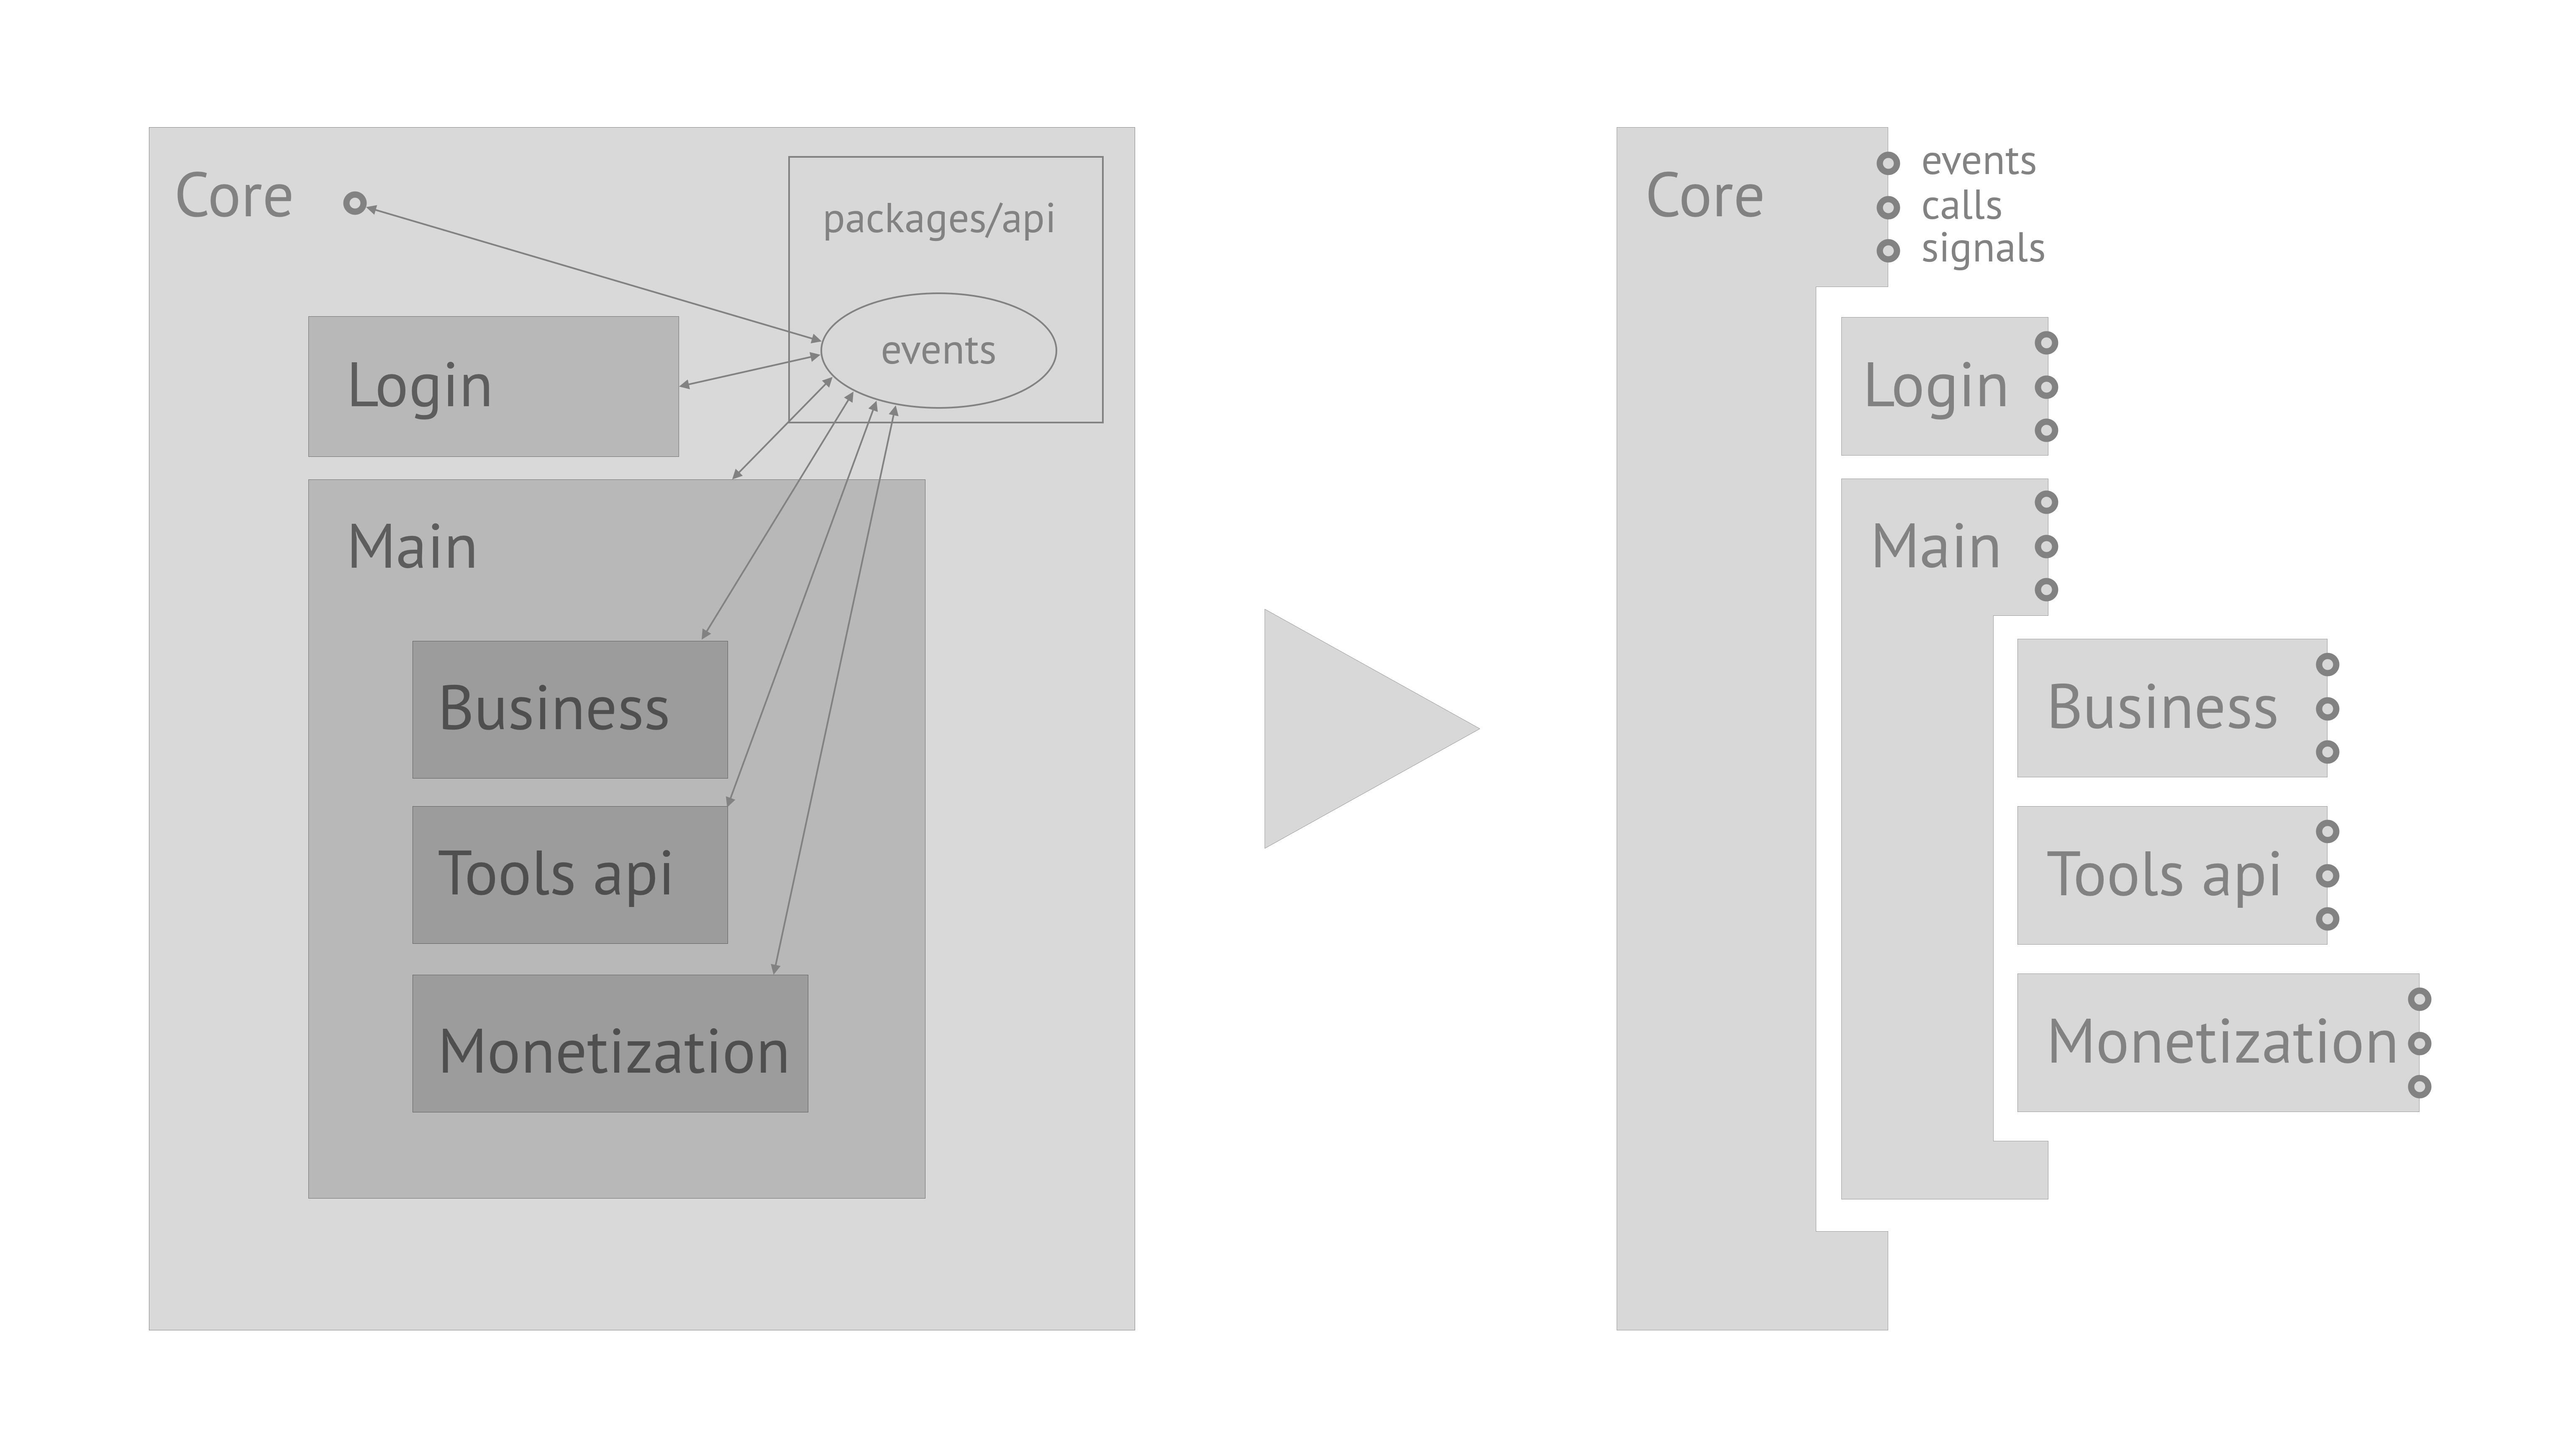 Core
packages/api
events
Login
Main
Business
Tools api
Monetization
Core
events
calls
signals
Login
Main
Business
Tools api
Monetization